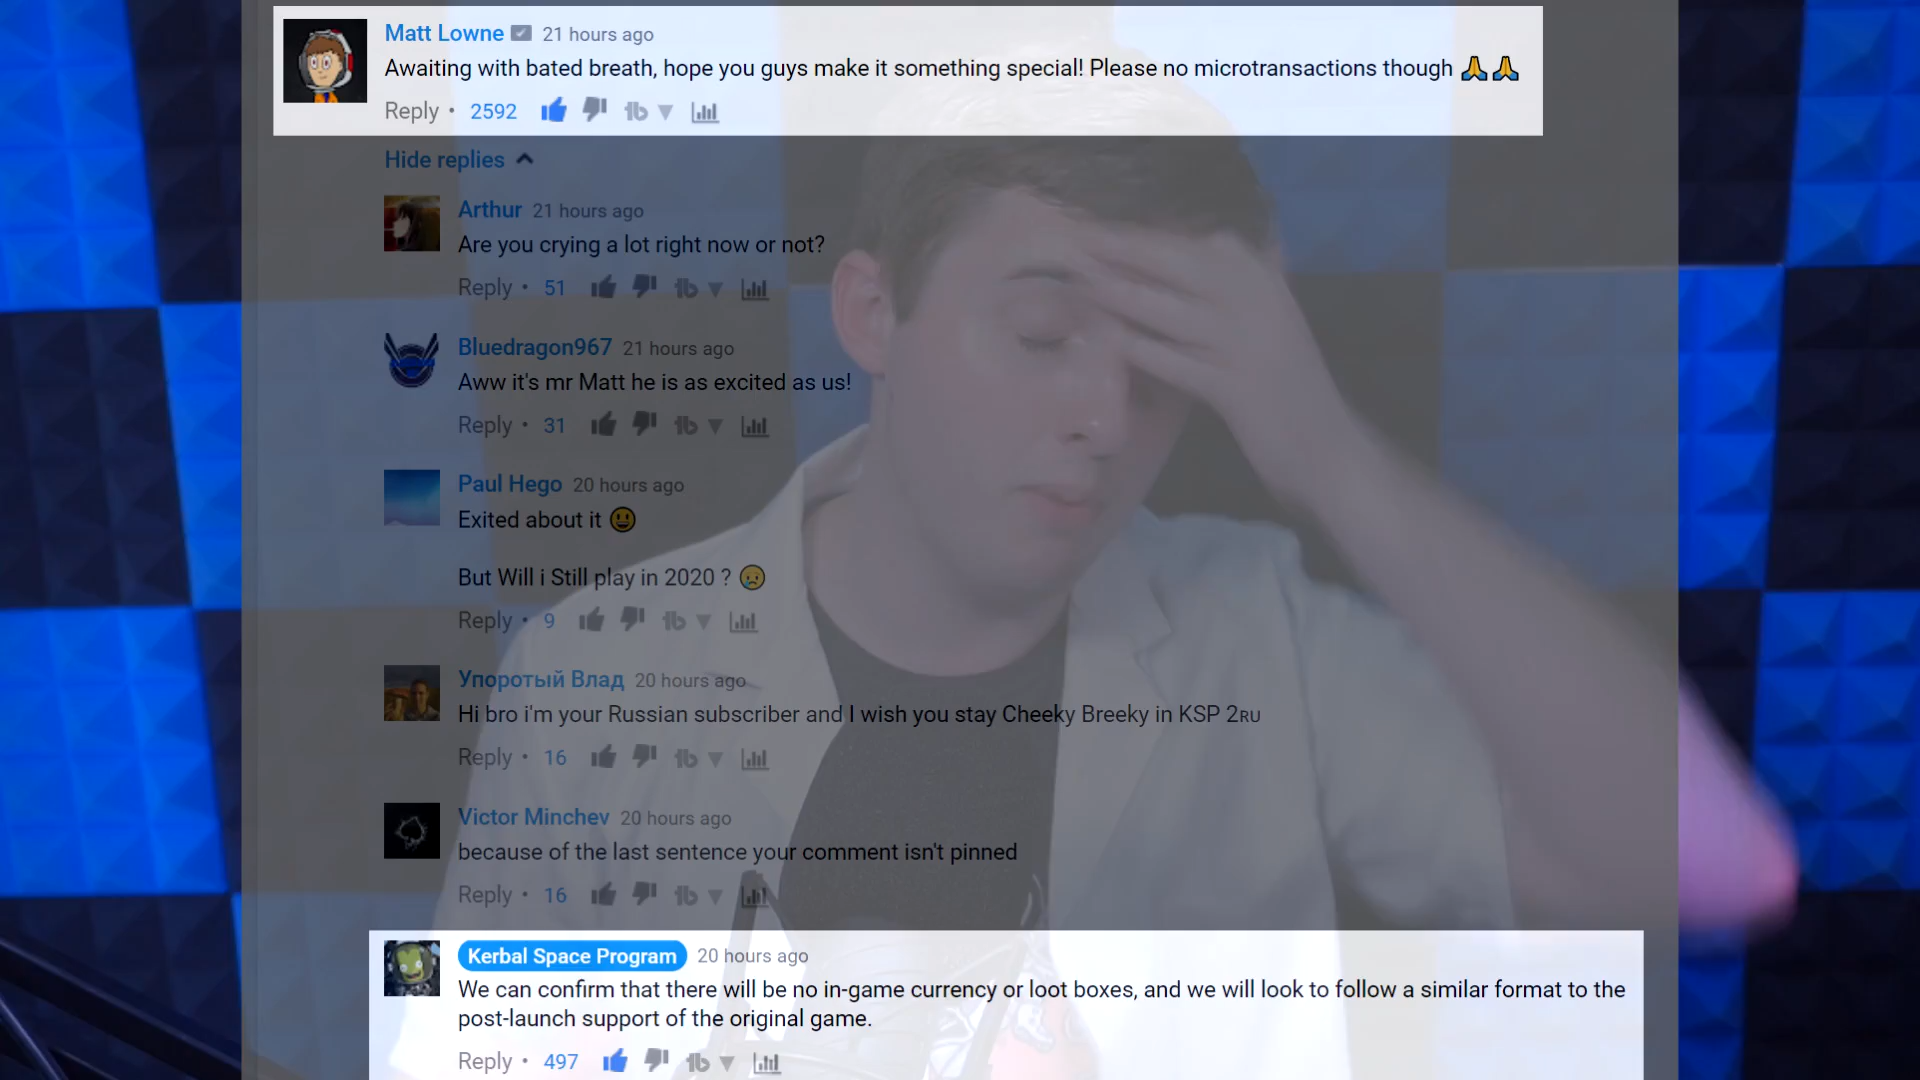 Matt Lowne 21 hours ago
Awaiting with bated breath, hope you guys make it something special! Please no microtransactions though 🙏🙏
Reply • 2592
Hide replies
Arthur 21 hours ago
Are you crying a lot right now or not?
Reply • 51
Bluedragon967 21 hours ago
Aww it's mr Matt he is as excited as us!
Reply • 31
Paul Hego 20 hours ago
Exited about it 😃
But Will i Still play in 2020 ? 😢
Reply • 9
Упоротый Влад 20 hours ago
Hi bro i'm your Russian subscriber and I wish you stay Cheeky Breeky in KSP 2RU
Reply • 16
Victor Minchev 20 hours ago
because of the last sentence your comment isn't pinned
Reply • 16
Kerbal Space Program 20 hours ago
We can confirm that there will be no in-game currency or loot boxes, and we will look to follow a similar format to the
post-launch support of the original game.
Reply • 497